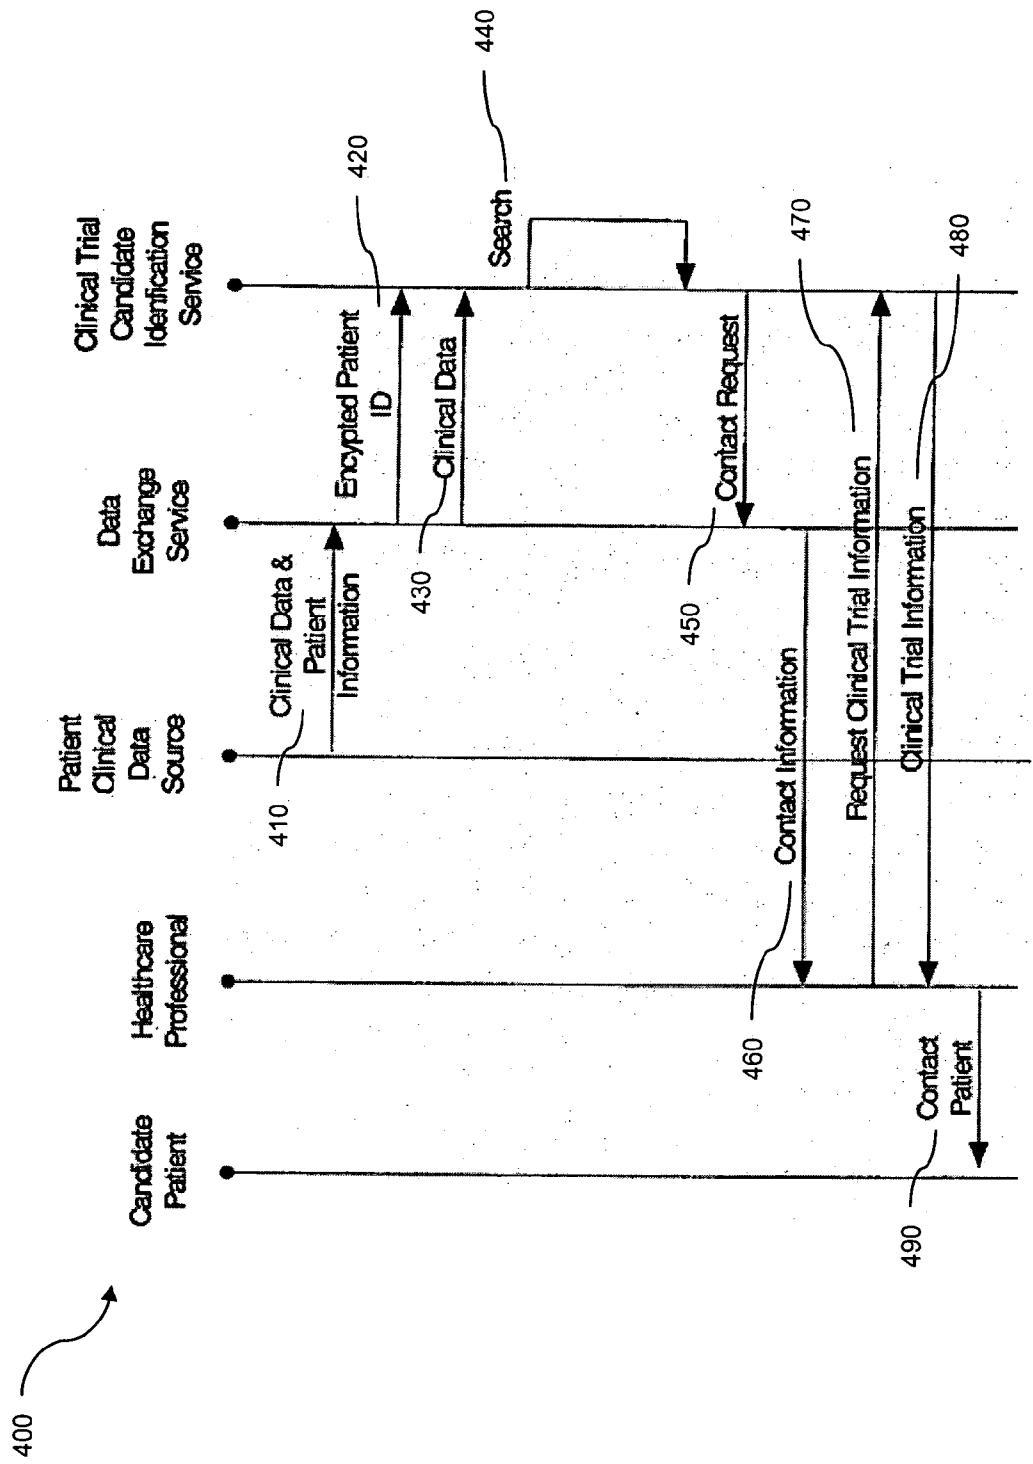 400
Candidate
Patient
Healthcare
Professional
Patient
Clinical
Data
Source
Data
Exchange
Service
Clinical Trial
Candidate
Idenfication
Service
410
Clinical Data &
Patient
Information
Encypted Patient
ID
420
430
Clinical Data
Search
440
450
Contact Request
460
Contact Information
Request Clinical Trial Information
470
Clinical Trial Information
480
490
Contact
Patient